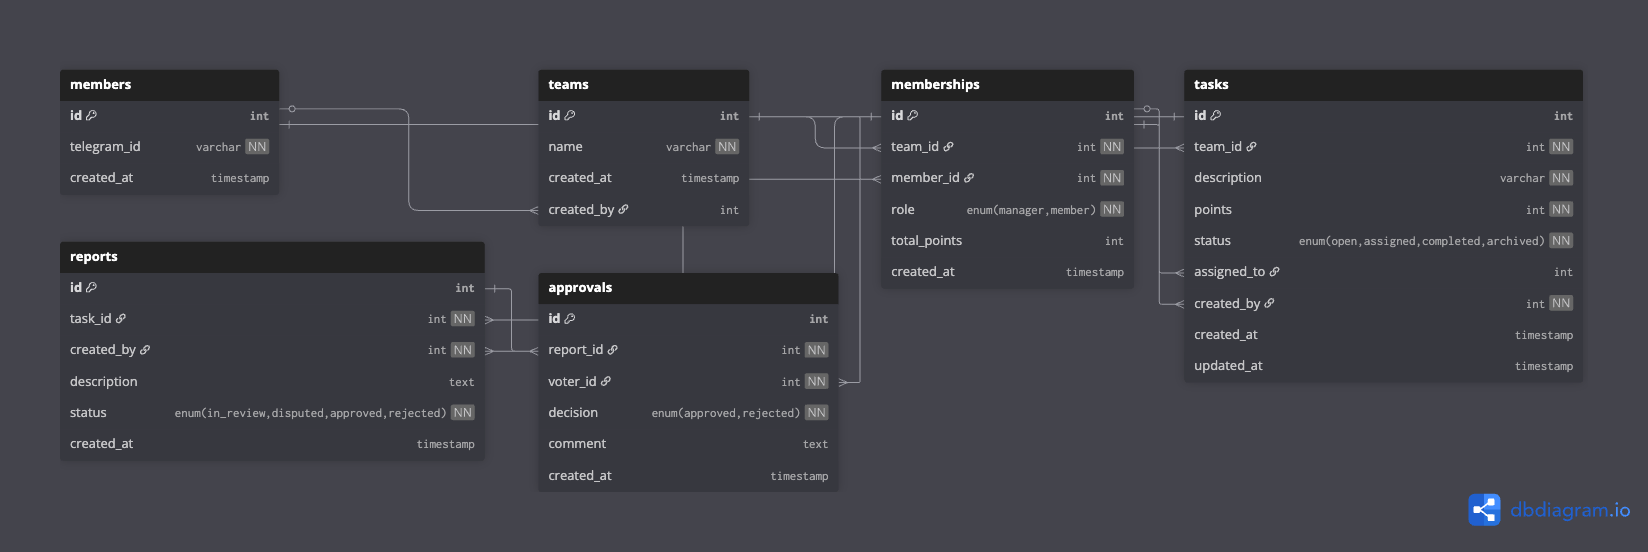 members
id int
telegram_id varchar NN
created_at timestamp
teams
id int
name varchar NN
created_at timestamp
created_by int
memberships
id int
team_id int NN
member_id int NN
role enum(manager,member) NN
total_points int
created_at timestamp
tasks
id int
team_id int NN
description varchar NN
points int NN
status enum(open,assigned,completed,archived) NN
assigned_to int
created_by int NN
created_at timestamp
updated_at timestamp
reports
id int
task_id int NN
created_by int NN
description text
status enum(in_review,disputed,approved,rejected) NN
created_at timestamp
approvals
id int
report_id int NN
voter_id int NN
decision enum(approved,rejected) NN
comment text
created_at timestamp
dbdiagram.io